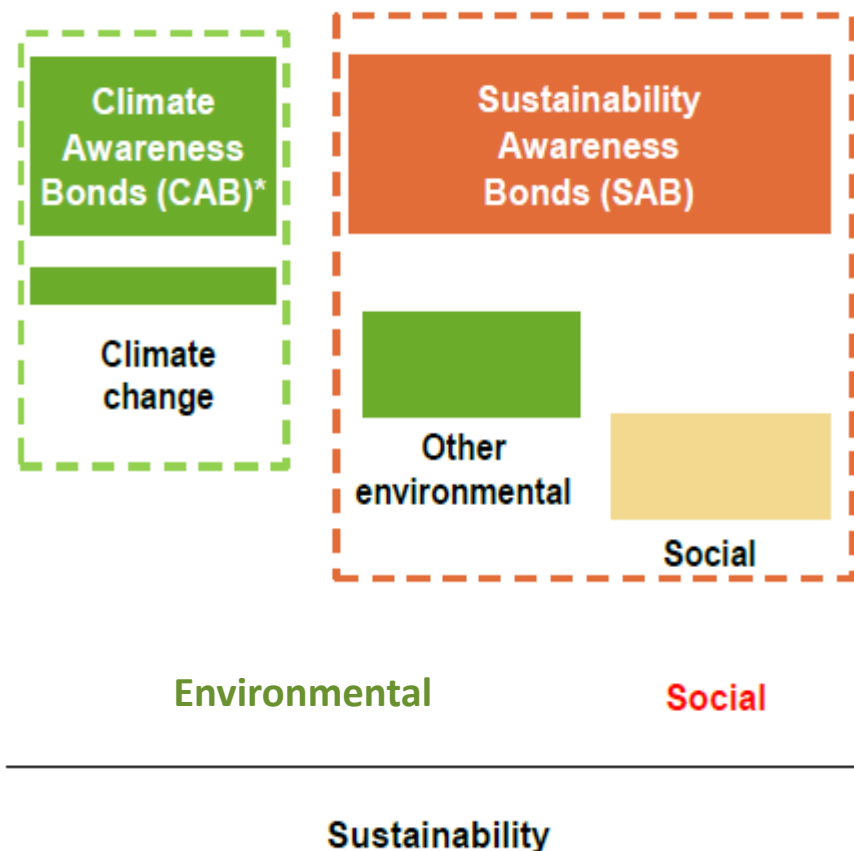 Climate
Awareness
Bonds (CAB)*
Climate
change
Sustainability
Awareness
Bonds (SAB)
Other
environmental
Social
Environmental
Social
Sustainability